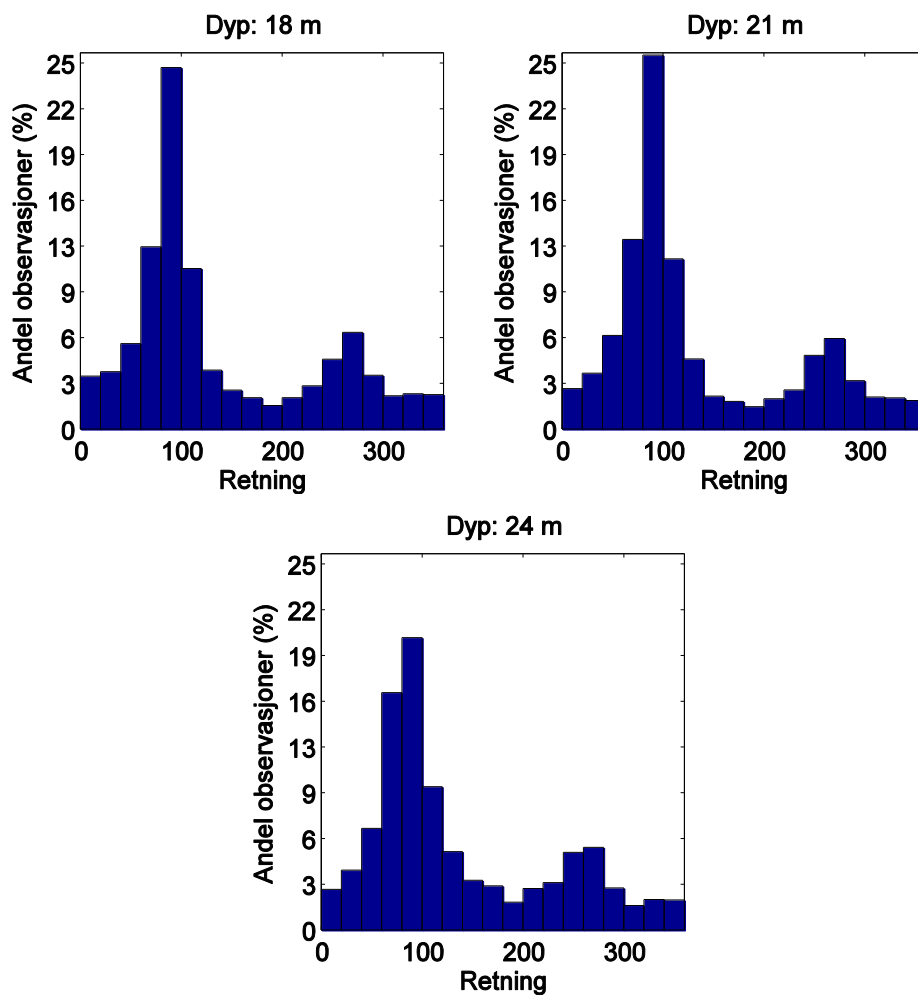 Dyp: 18 m
Andel observasjoner (%)
25
22
19
16
13
9
6
3
0
0 100 200 300
Retning
Dyp: 21 m
Andel observasjoner (%)
25
22
19
16
13
9
6
3
0
0 100 200 300
Retning
Dyp: 24 m
Andel observasjoner (%)
25
22
19
16
13
9
6
3
0
0 100 200 300
Retning